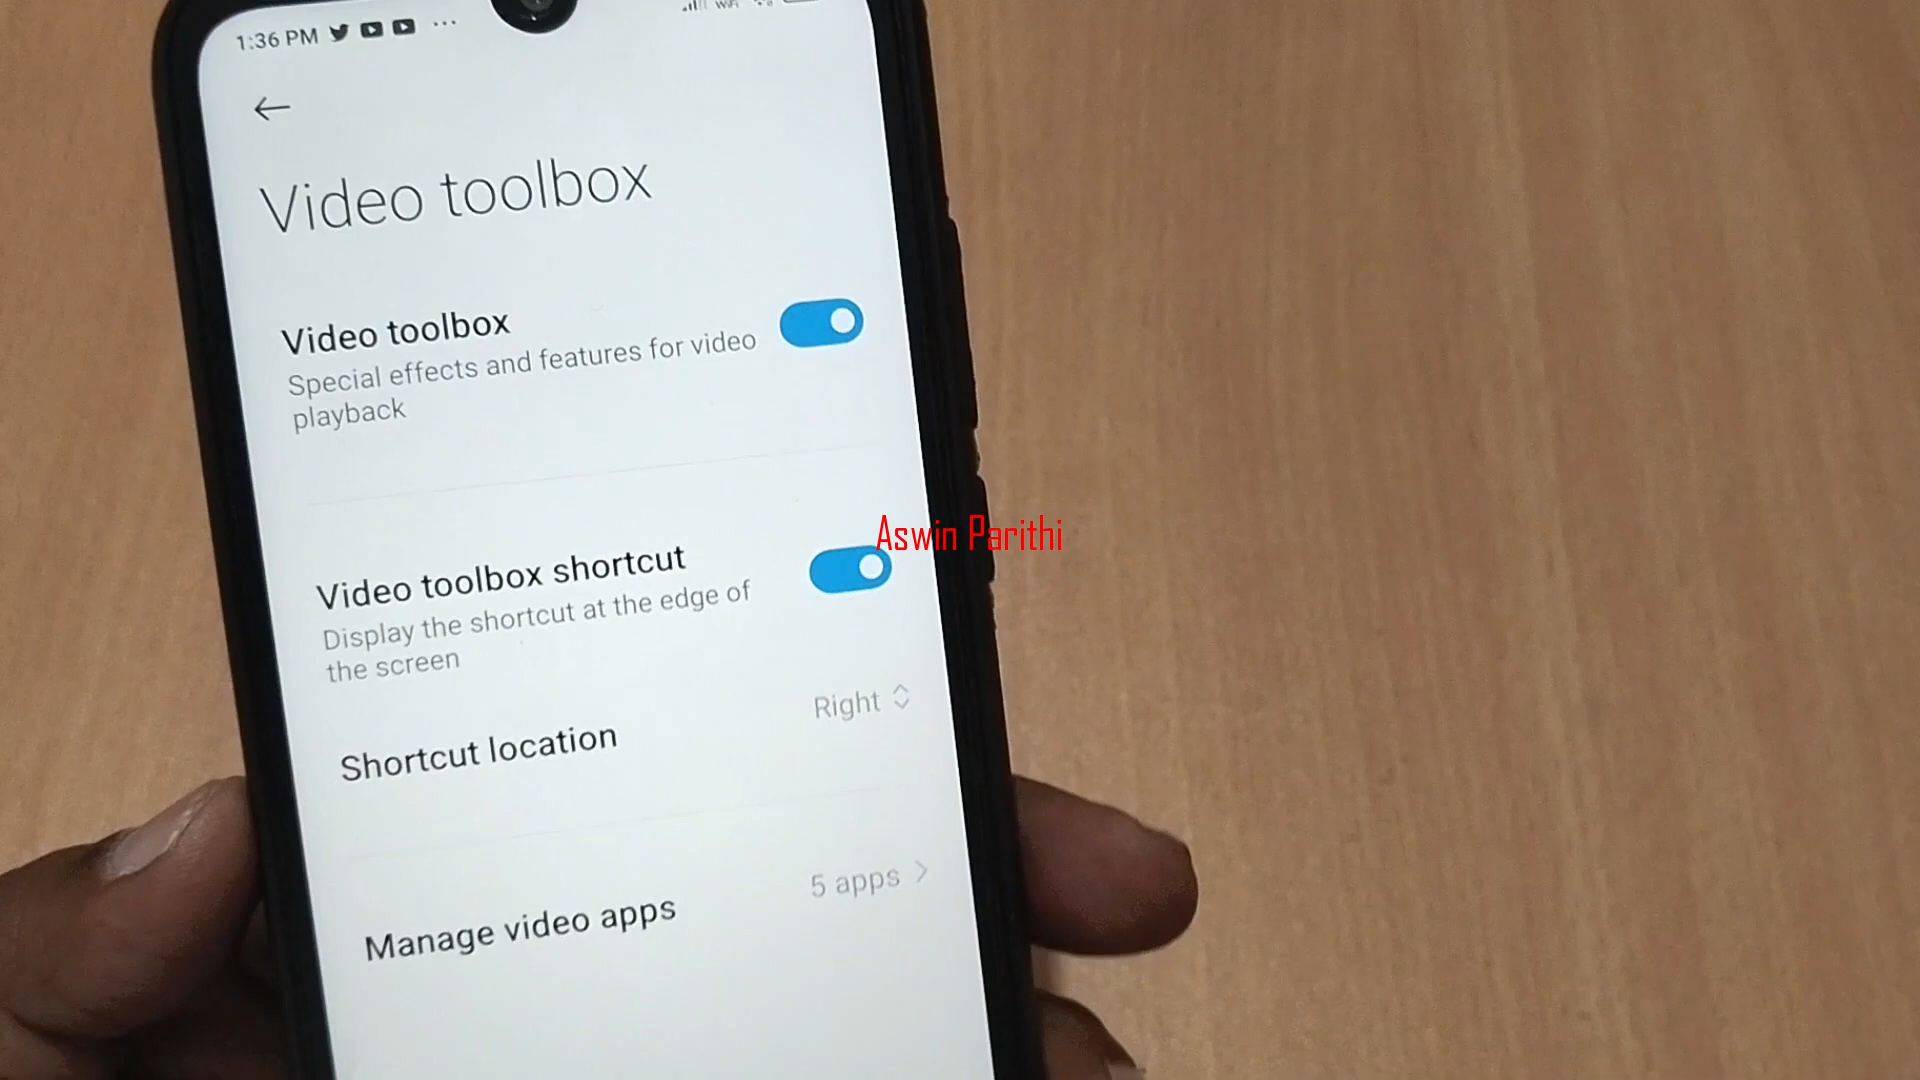 1:36 PM
Video toolbox
Video toolbox
Special effects and features for video
playback
Aswin Parithi
Video toolbox shortcut
Display the shortcut at the edge of
the screen
Shortcut location
Right
Manage video apps
5 apps